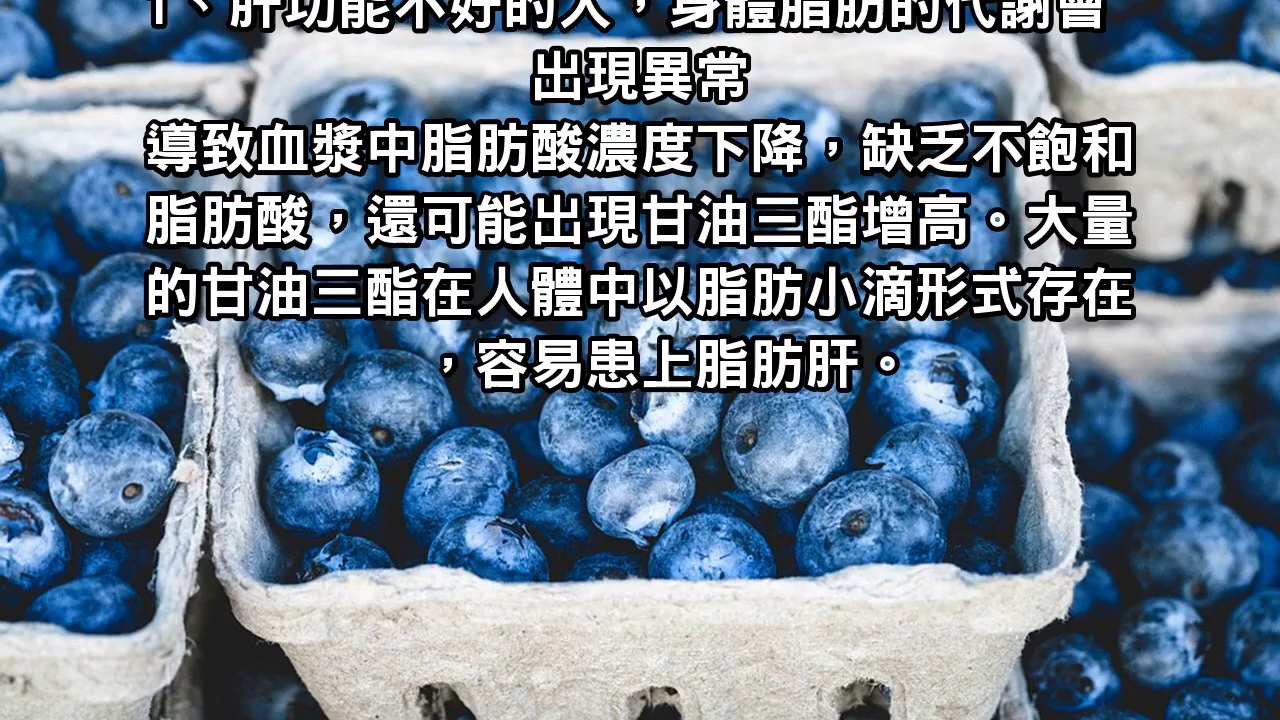 1、肝功能不好的人，身體脂肪的代謝會
出現異常
導致血漿中脂肪酸濃度下降，缺乏不飽和
脂肪酸，還可能出現甘油三酯增高。大量
的甘油三酯在人體中以脂肪小滴形式存在
，容易患上脂肪肝。